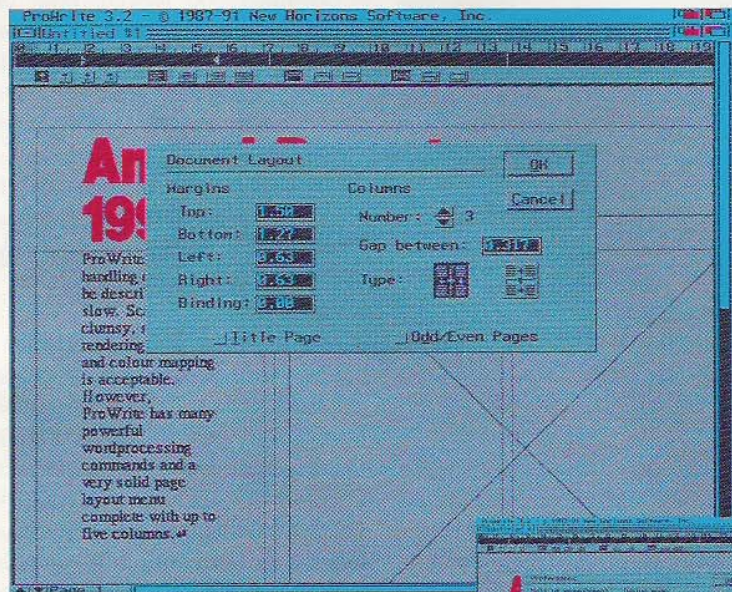 ProWrite 3.2 - © 1987-91 New Horizons Software, Inc.
Untitled #1
An
199
Document Layout
OK
Cancel
Margins
Top: 1.50
Bottom: 1.27
Left: 0.63
Right: 0.63
Binding: 0.00
Columns
Number: 3
Gap between: 0.317
Type:
Title Page
Odd/Even Pages
ProWrite
handling
be descri
slow.
clumsy,
rendering
and colour mapping
is acceptable.
However,
ProWrite has many
powerful
wordprocessing
commands and a
very solid page
layout menu
complete with up to
five columns.
Page 1